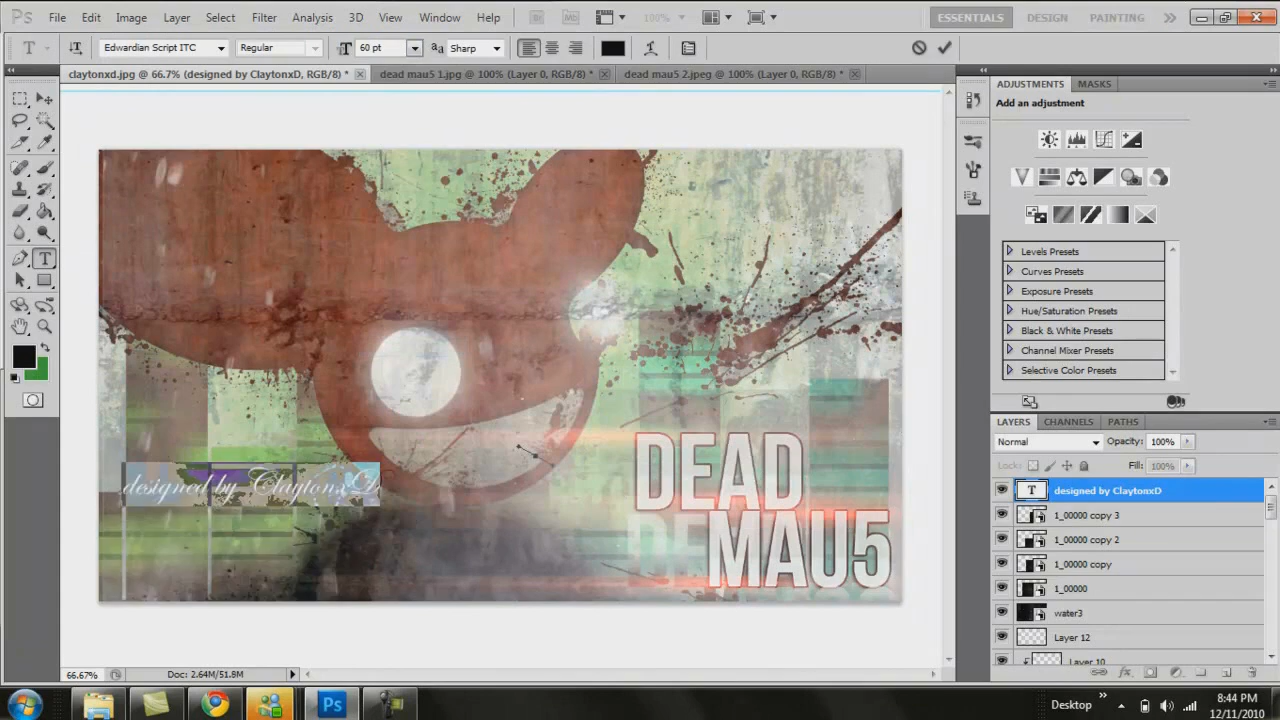 Ps File Edit Image Layer Select Filter Analysis 3D View Window Help Br Mb 100% ESSENTIALS DESIGN PAINTING
T Edwardian Script ITC Regular 60 pt aa Sharp
claytonxd.jpg @ 66.7% (designed by ClaytonxD, RGB/8) * dead mau5 1.jpg @ 100% (Layer 0, RGB/8) * dead mau5 2.jpeg @ 100% (Layer 0, RGB/8) *
ADJUSTMENTS MASKS
Add an adjustment
Levels Presets
Curves Presets
Exposure Presets
Hue/Saturation Presets
Black & White Presets
Channel Mixer Presets
Selective Color Presets
designed by ClaytonxD
DEAD
MAU5
LAYERS CHANNELS PATHS
Normal Opacity: 100%
Lock: Fill: 100%
T designed by ClaytonxD
1_00000 copy 3
1_00000 copy 2
1_00000 copy
1_00000
water3
Layer 12
Layer 10
66.67% Doc: 2.64M/51.8M
Ps Desktop 8:44 PM
12/11/2010